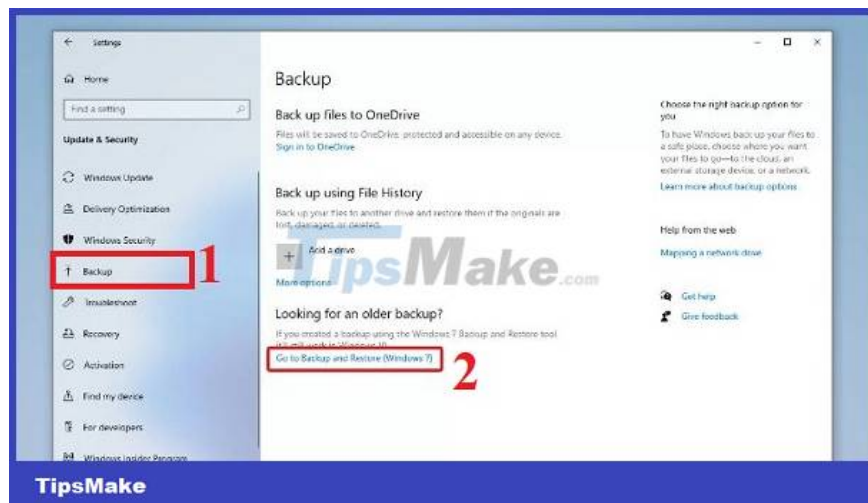 Settings
Home
Find a setting
Update & Security
Windows Update
Delivery Optimization
Windows Security
Backup
1
Troubleshoot
Recovery
Activation
Find my device
For developers
Windows Insider Program
Backup
Back up files to OneDrive
Files will be saved to OneDrive, protected and accessible on any device.
Sign in to OneDrive
Back up using File History
Back up your files to another drive and restore them if the originals are
lost, damaged, or deleted.
Add a drive
More options
Looking for an older backup?
If you created a backup using the Windows 7 Backup and Restore tool
it'll still work in Windows 10.
Go to Backup and Restore (Windows 7)
2
Choose the right backup option for
you
To have Windows back up your files to
a safe place, choose where you want
your files to go—to the cloud, an
external storage device, or a network.
Learn more about backup options
Help from the web
Mapping a network drive
Get help
Give feedback
TipsMake.com
TipsMake